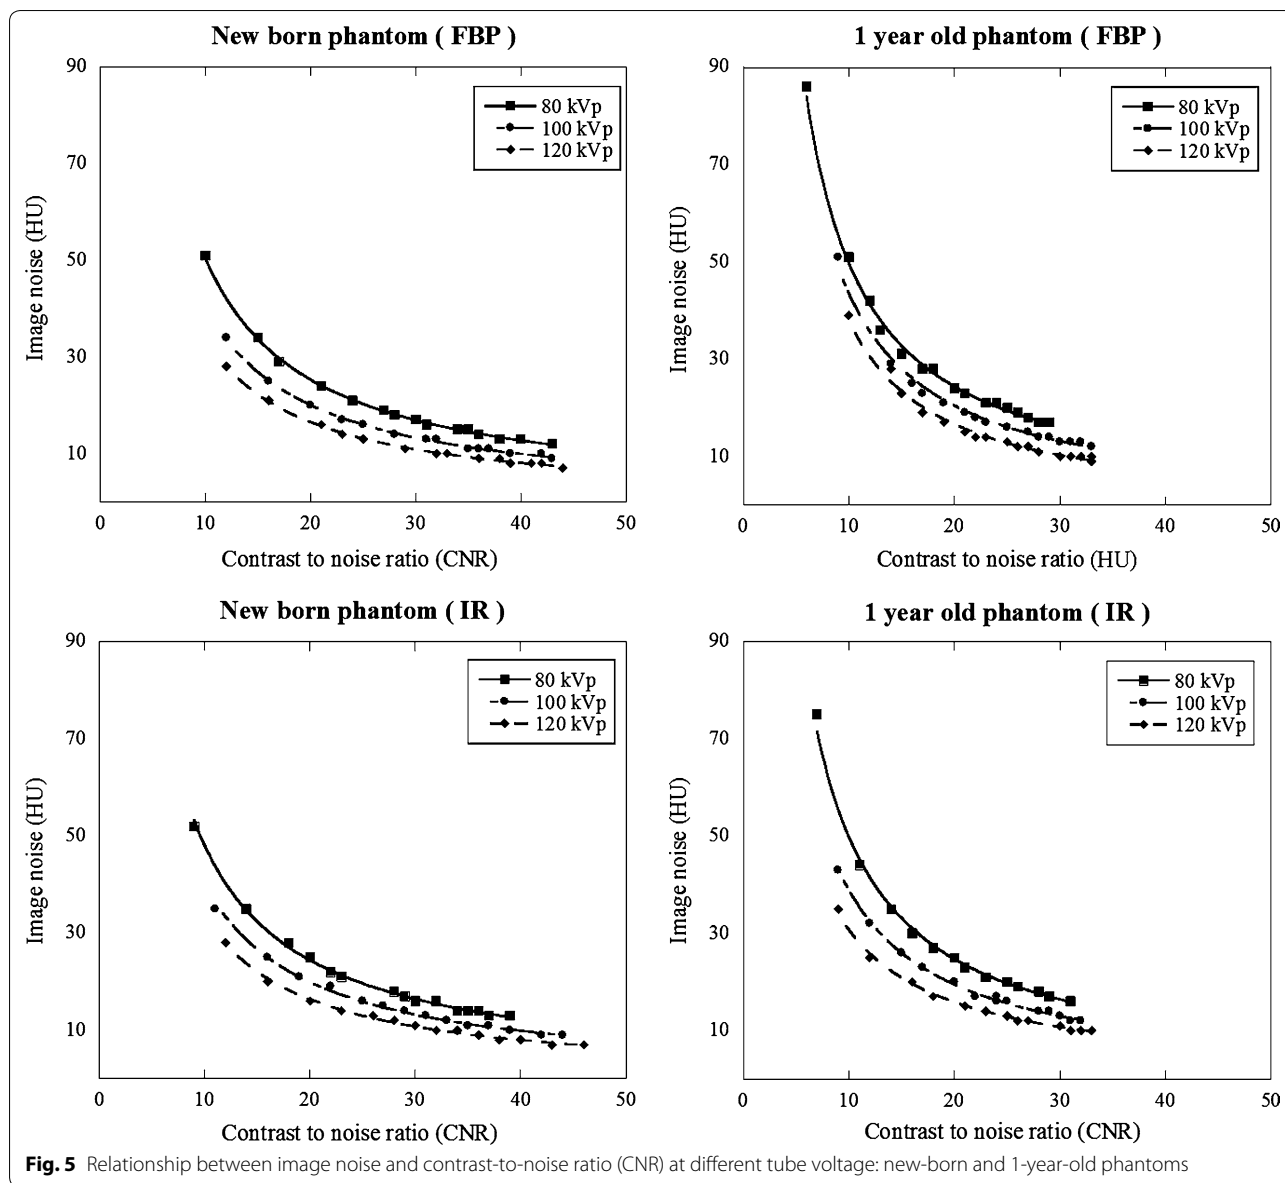 New born phantom ( FBP )
90
70
50
30
10
Image noise (HU)
80 kVp
100 kVp
120 kVp
0 10 20 30 40 50
Contrast to noise ratio (CNR)
1 year old phantom ( FBP )
90
70
50
30
10
Image noise (HU)
80 kVp
100 kVp
120 kVp
0 10 20 30 40 50
Contrast to noise ratio (HU)
New born phantom ( IR )
90
70
50
30
10
Image noise (HU)
80 kVp
100 kVp
120 kVp
0 10 20 30 40 50
Contrast to noise ratio (CNR)
1 year old phantom ( IR )
90
70
50
30
10
Image noise (HU)
80 kVp
100 kVp
120 kVp
0 10 20 30 40 50
Contrast to noise ratio (CNR)
Fig. 5 Relationship between image noise and contrast-to-noise ratio (CNR) at different tube voltage: new-born and 1-year-old phantoms